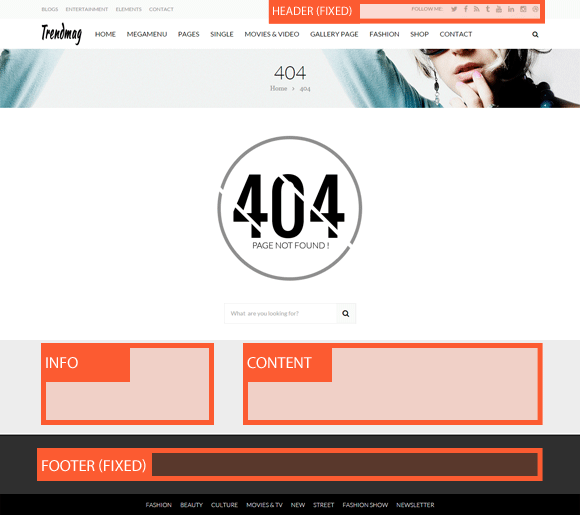 BLOGS ENTERTAINMENT ELEMENTS CONTACT HEADER (FIXED) FOLLOW ME:
Trendmag HOME MEGAMENU PAGES SINGLE MOVIES & VIDEO GALLERY PAGE FASHION SHOP CONTACT
404
Home > 404
404
PAGE NOT FOUND !
What are you looking for?
INFO CONTENT
FOOTER (FIXED)
FASHION BEAUTY CULTURE MOVIES & TV NEW STREET FASHION SHOW NEWSLETTER